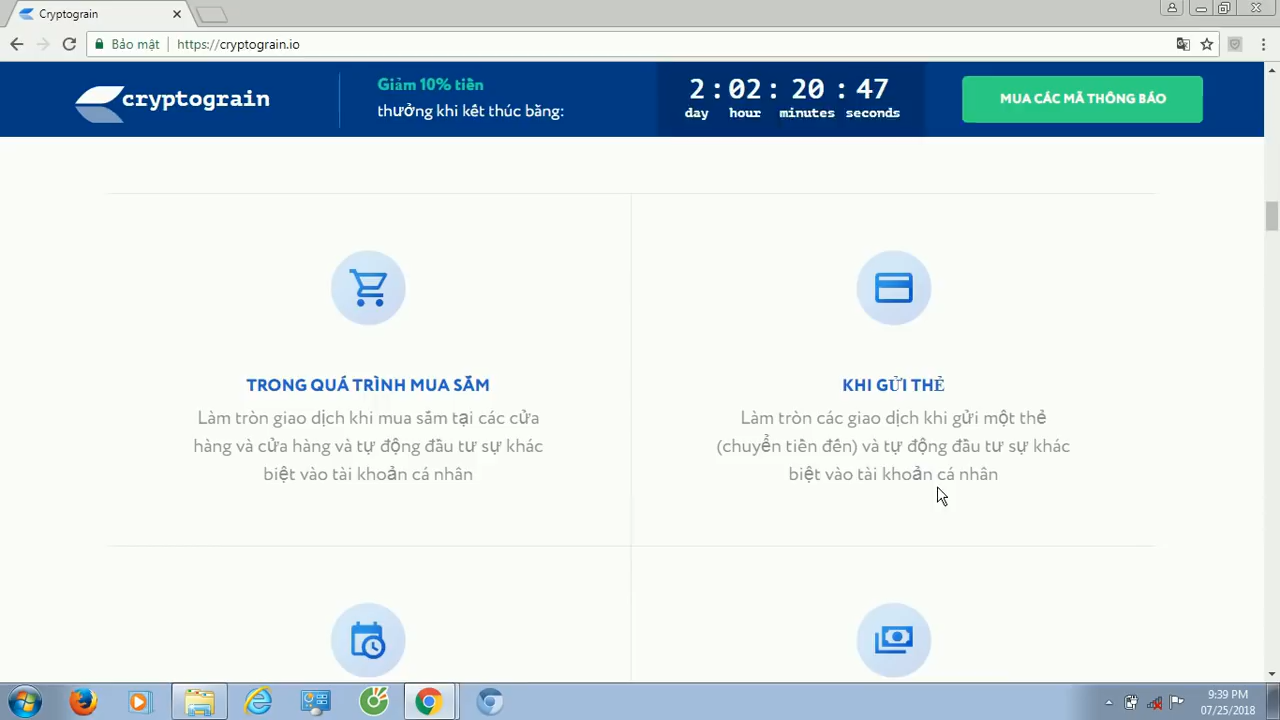 Cryptograin
Bảo mật
https://cryptograin.io
cryptograin
Giảm 10% tiền
thưởng khi kết thúc bằng:
2 : 02 : 20 : 47
day hour minutes seconds
MUA CÁC MÃ THÔNG BÁO
TRONG QUÁ TRÌNH MUA SẮM
Làm tròn giao dịch khi mua sắm tại các cửa
hàng và cửa hàng và tự động đầu tư sự khác
biệt vào tài khoản cá nhân
KHI GỬI THẺ
Làm tròn các giao dịch khi gửi một thẻ
(chuyển tiền đến) và tự động đầu tư sự khác
biệt vào tài khoản cá nhân
9:39 PM
07/25/2018